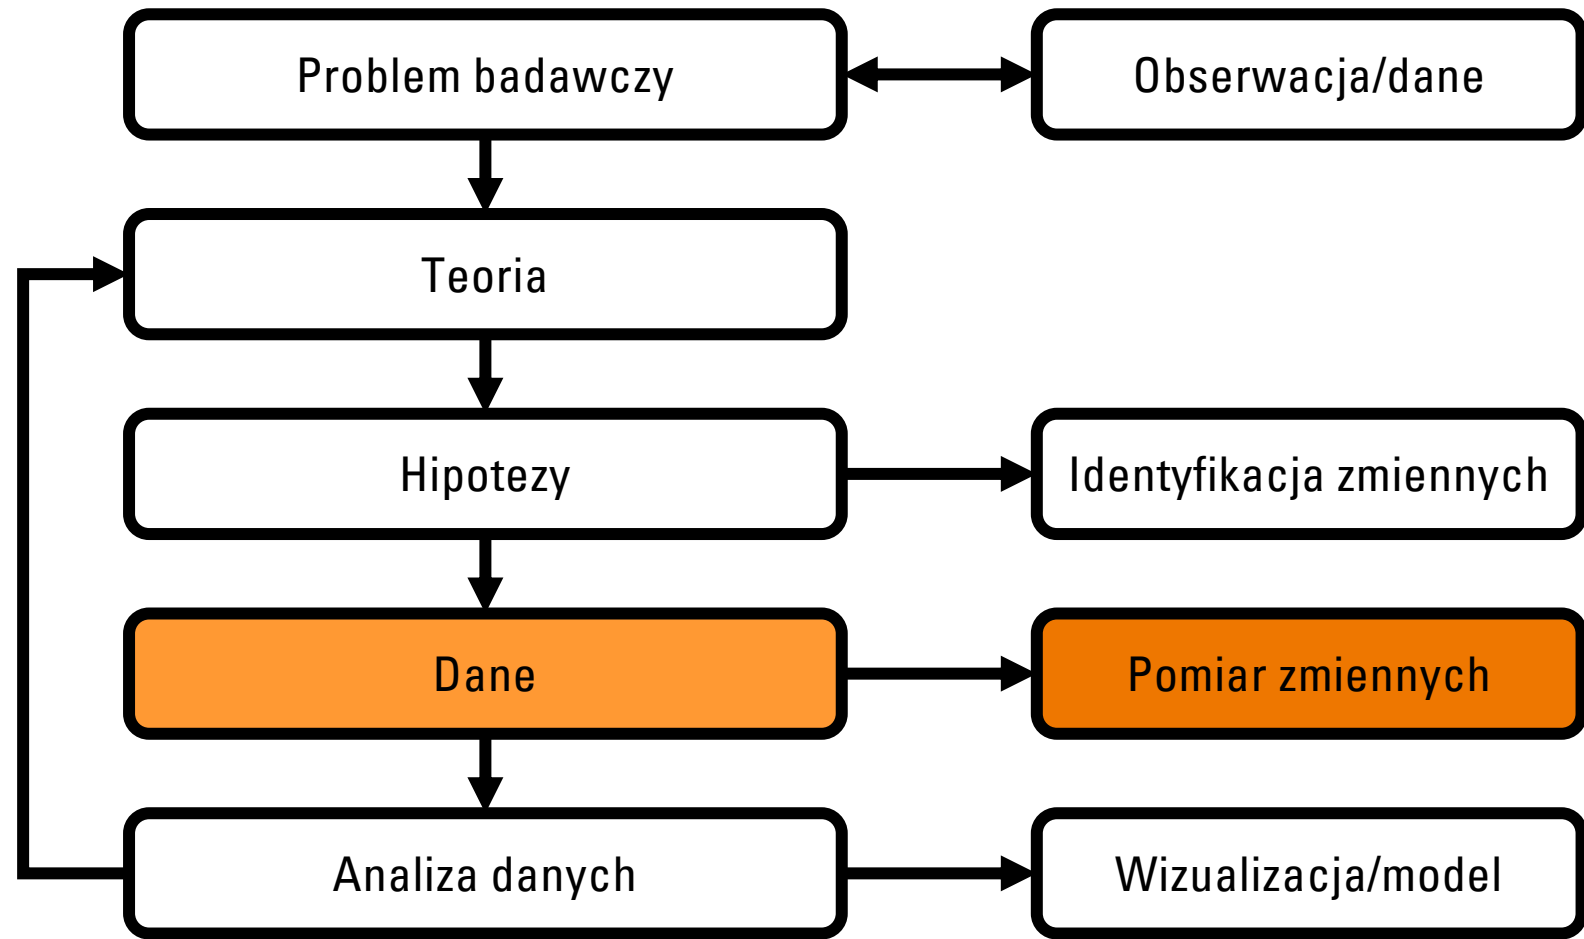 Problem badawczy
Obserwacja/dane
Teoria
Hipotezy
Identyfikacja zmiennych
Dane
Pomiar zmiennych
Analiza danych
Wizualizacja/model